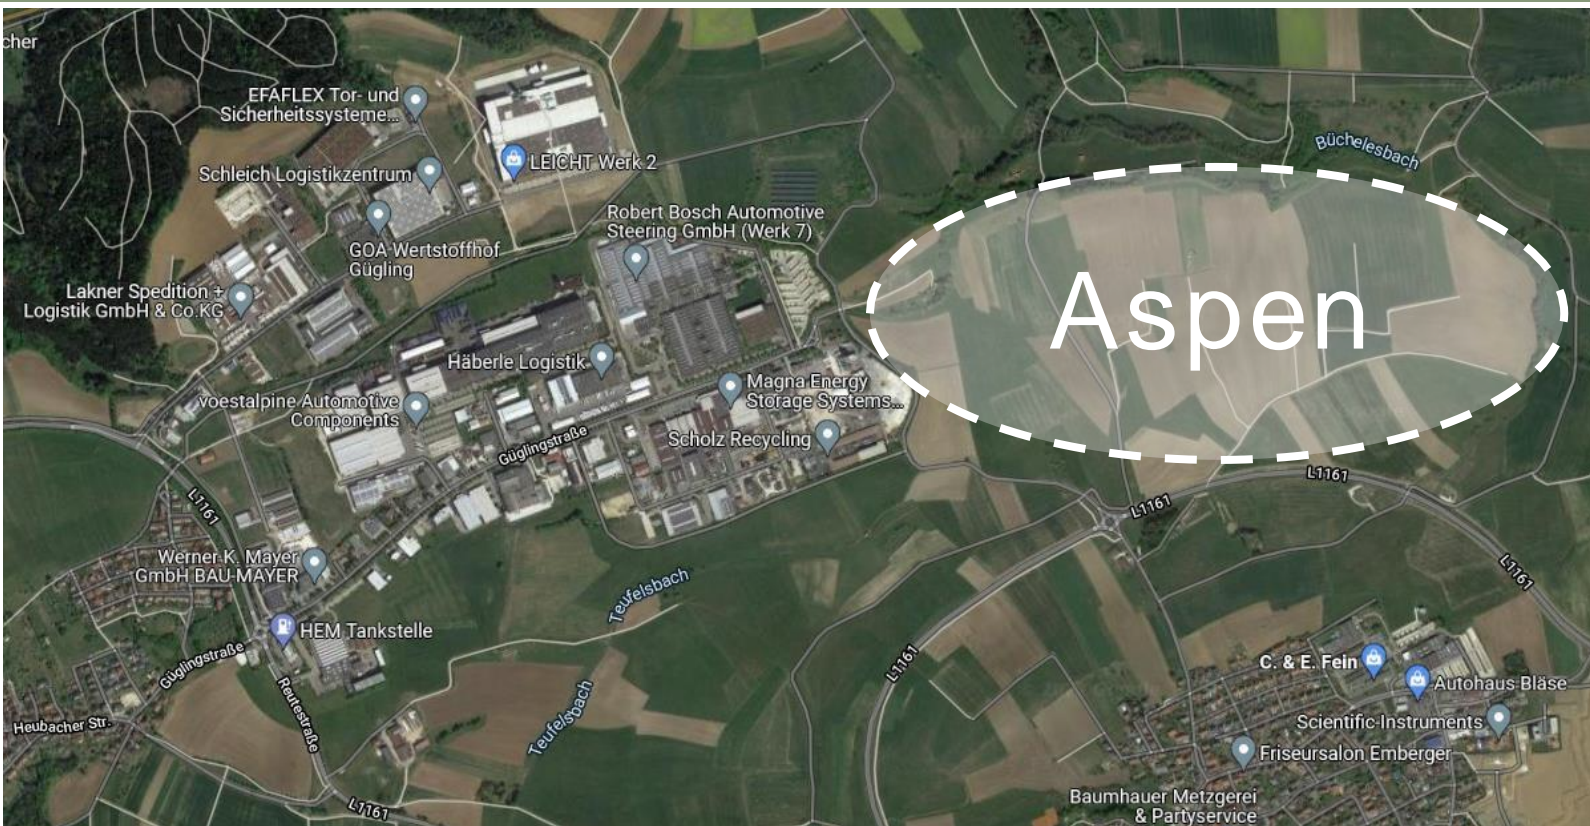 cher
EFAFLEX Tor- und
Sicherheitssysteme...
LEICHT Werk 2
Schleich Logistikzentrum
Büchelesbach
Robert Bosch Automotive
Steering GmbH (Werk 7)
GOA Wertstoffhof
Gügling
Lakner Spedition +
Logistik GmbH & Co.KG
Aspen
Häberle Logistik
Magna Energy
Storage Systems...
voestalpine Automotive
Components
Güglingstraße
Scholz Recycling
L1161
L1161
L1161
L1161
Werner K. Mayer
GmbH BAU-MAYER
Teufelsbach
HEM Tankstelle
Güglingstraße
L1161
C. & E. Fein
Autohaus Bläse
Reutestraße
Heubacher Str.
Teufelsbach
Scientific Instruments
Friseursalon Emberger
L1161
Baumhauer Metzgerei
& Partyservice